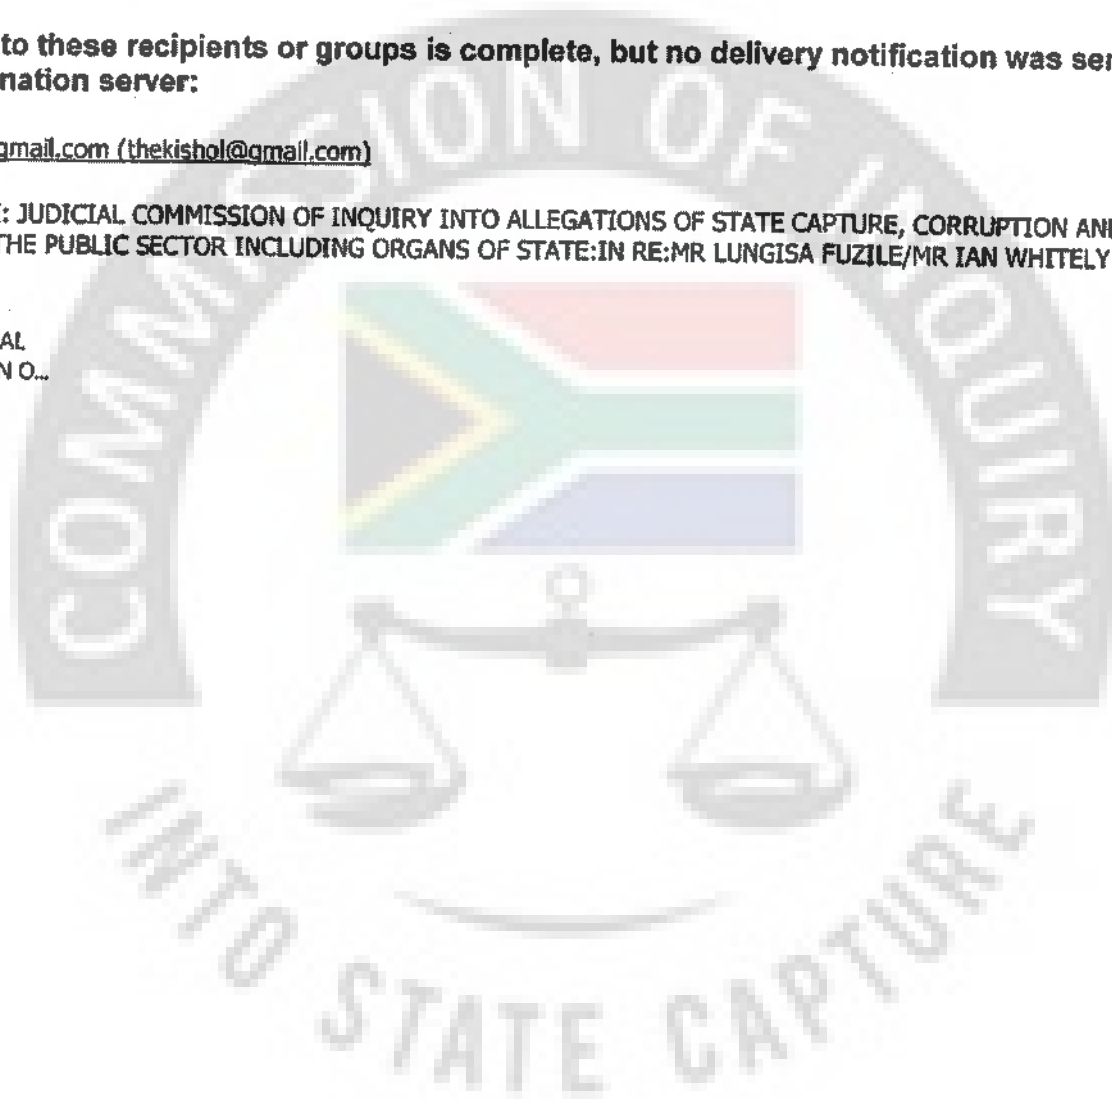 to these recipients or groups is complete, but no delivery notification was ser
nation server:
gmail.com (thekishol@gmail.com)
: JUDICIAL COMMISSION OF INQUIRY INTO ALLEGATIONS OF STATE CAPTURE, CORRUPTION AN
THE PUBLIC SECTOR INCLUDING ORGANS OF STATE:IN RE:MR LUNGISA FUZILE/MR IAN WHITELY
AL
N O...
COMMISSION OF INQUIRY
INTO STATE CAPTURE